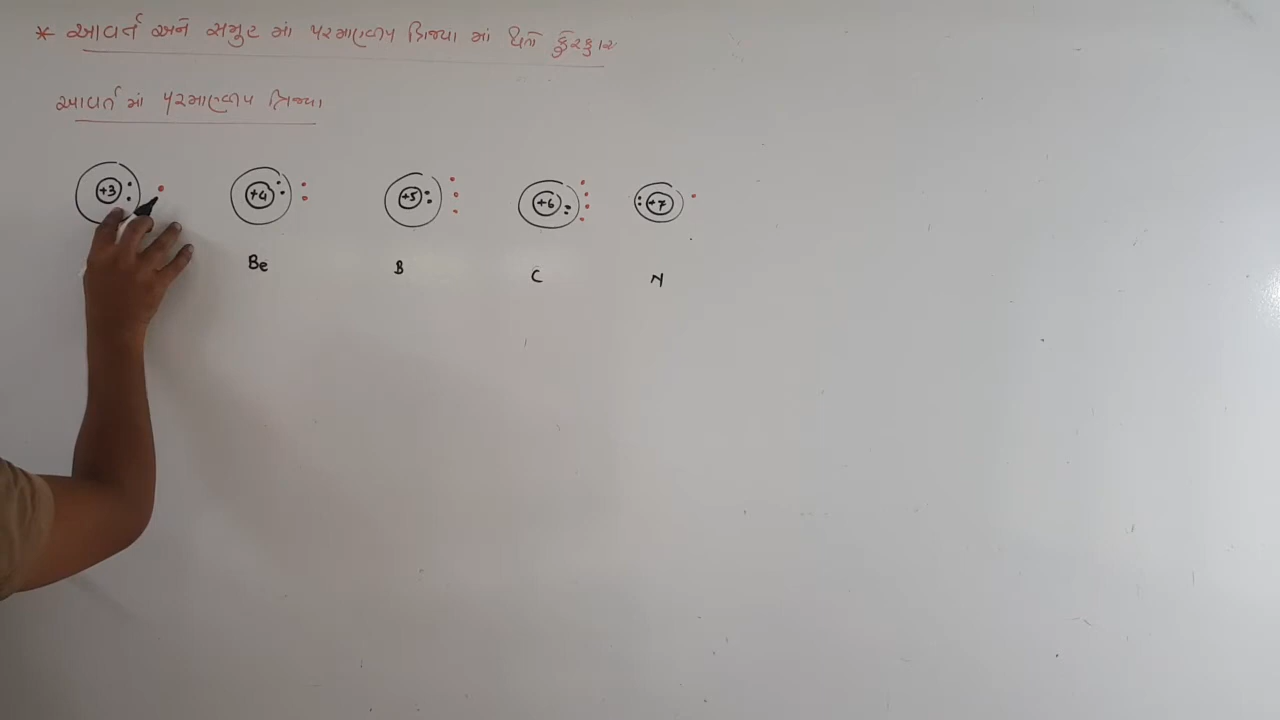 * આવર્ત અને સમુહ માં પરમાણ્વીય ત્રિજ્યા માં થતો ફેરફાર
આવર્ત માં પરમાણ્વીય ત્રિજ્યા
+3 +4 +5 +6 +7
Be B C N